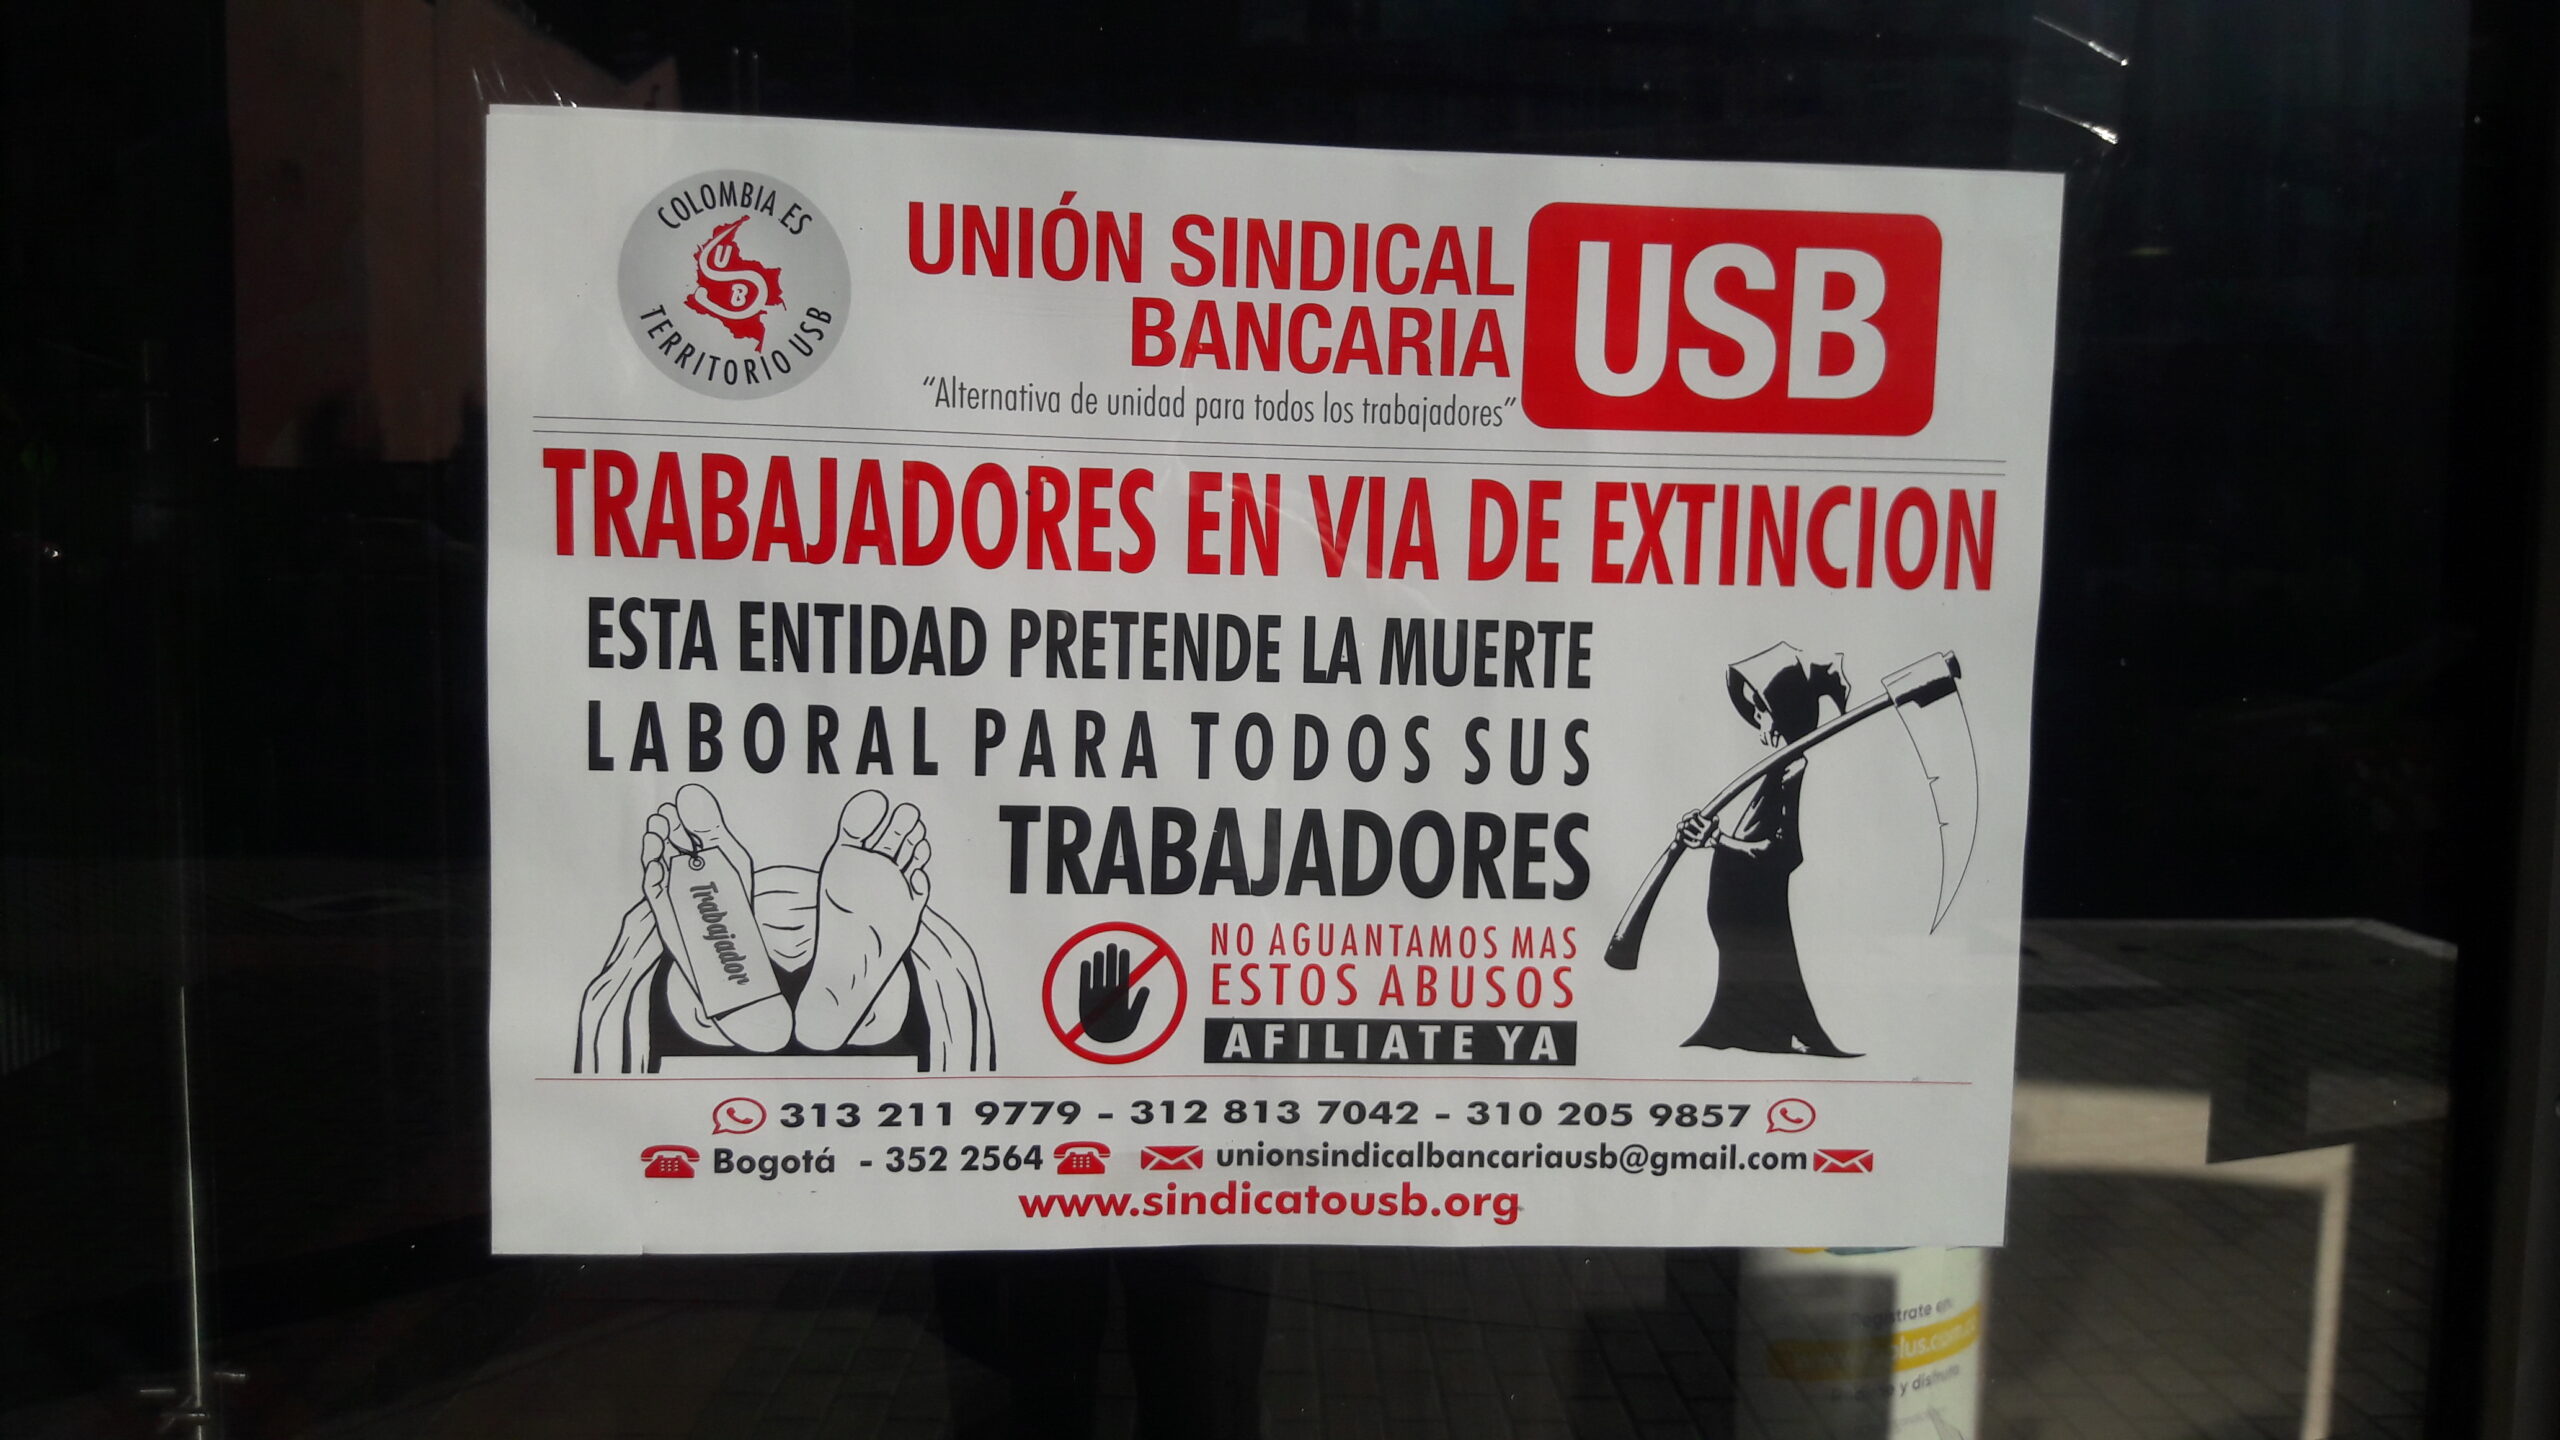 COLOMBIA ES
USB
TERRITORIO USB
UNIÓN SINDICAL
BANCARIA
USB
“Alternativa de unidad para todos los trabajadores”
TRABAJADORES EN VIA DE EXTINCION
ESTA ENTIDAD PRETENDE LA MUERTE
LABORAL PARA TODOS SUS
TRABAJADORES
Trabajador
NO AGUANTAMOS MAS
ESTOS ABUSOS
AFILIATE YA
313 211 9779 - 312 813 7042 - 310 205 9857
Bogotá - 352 2564 unionsindicalbancariausb@gmail.com
www.sindicatousb.org
Regístrate en:
y disfruta